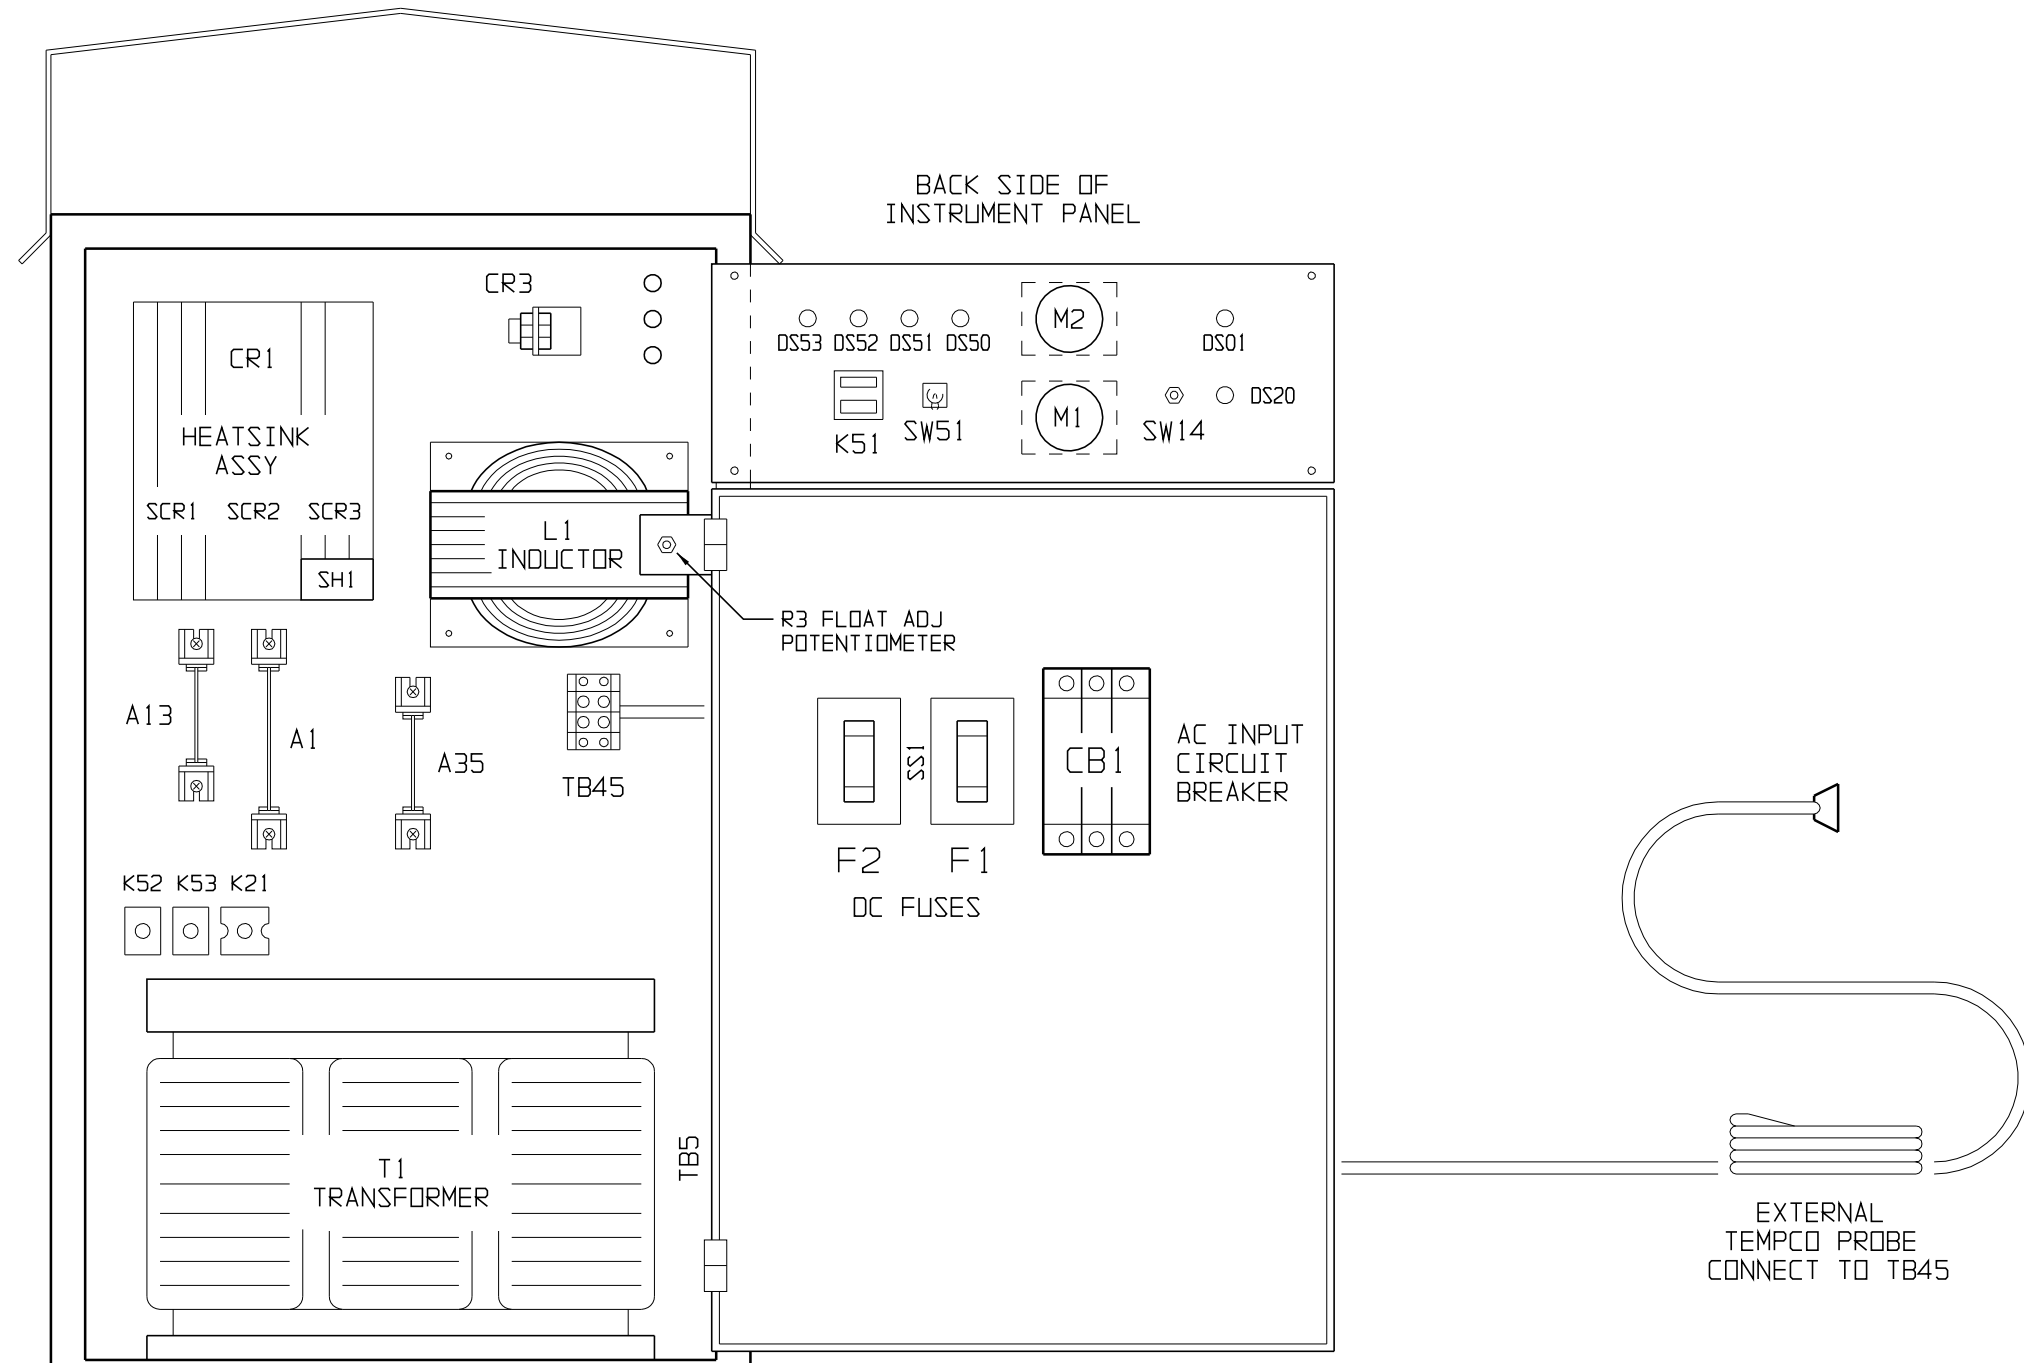 BACK SIDE OF
INSTRUMENT PANEL
CR3
CR1
HEATSINK
ASSY
SCR1 SCR2 SCR3
SH1
DS53 DS52 DS51 DS50
M2
DS01
K51
SW51
M1
SW14
DS20
L1
INDUCTOR
R3 FLOAT ADJ
POTENTIOMETER
A13
A1
A35
TB45
SS1
CB1
AC INPUT
CIRCUIT
BREAKER
F2
F1
DC FUSES
K52 K53 K21
T1
TRANSFORMER
TB5
EXTERNAL
TEMPCO PROBE
CONNECT TO TB45